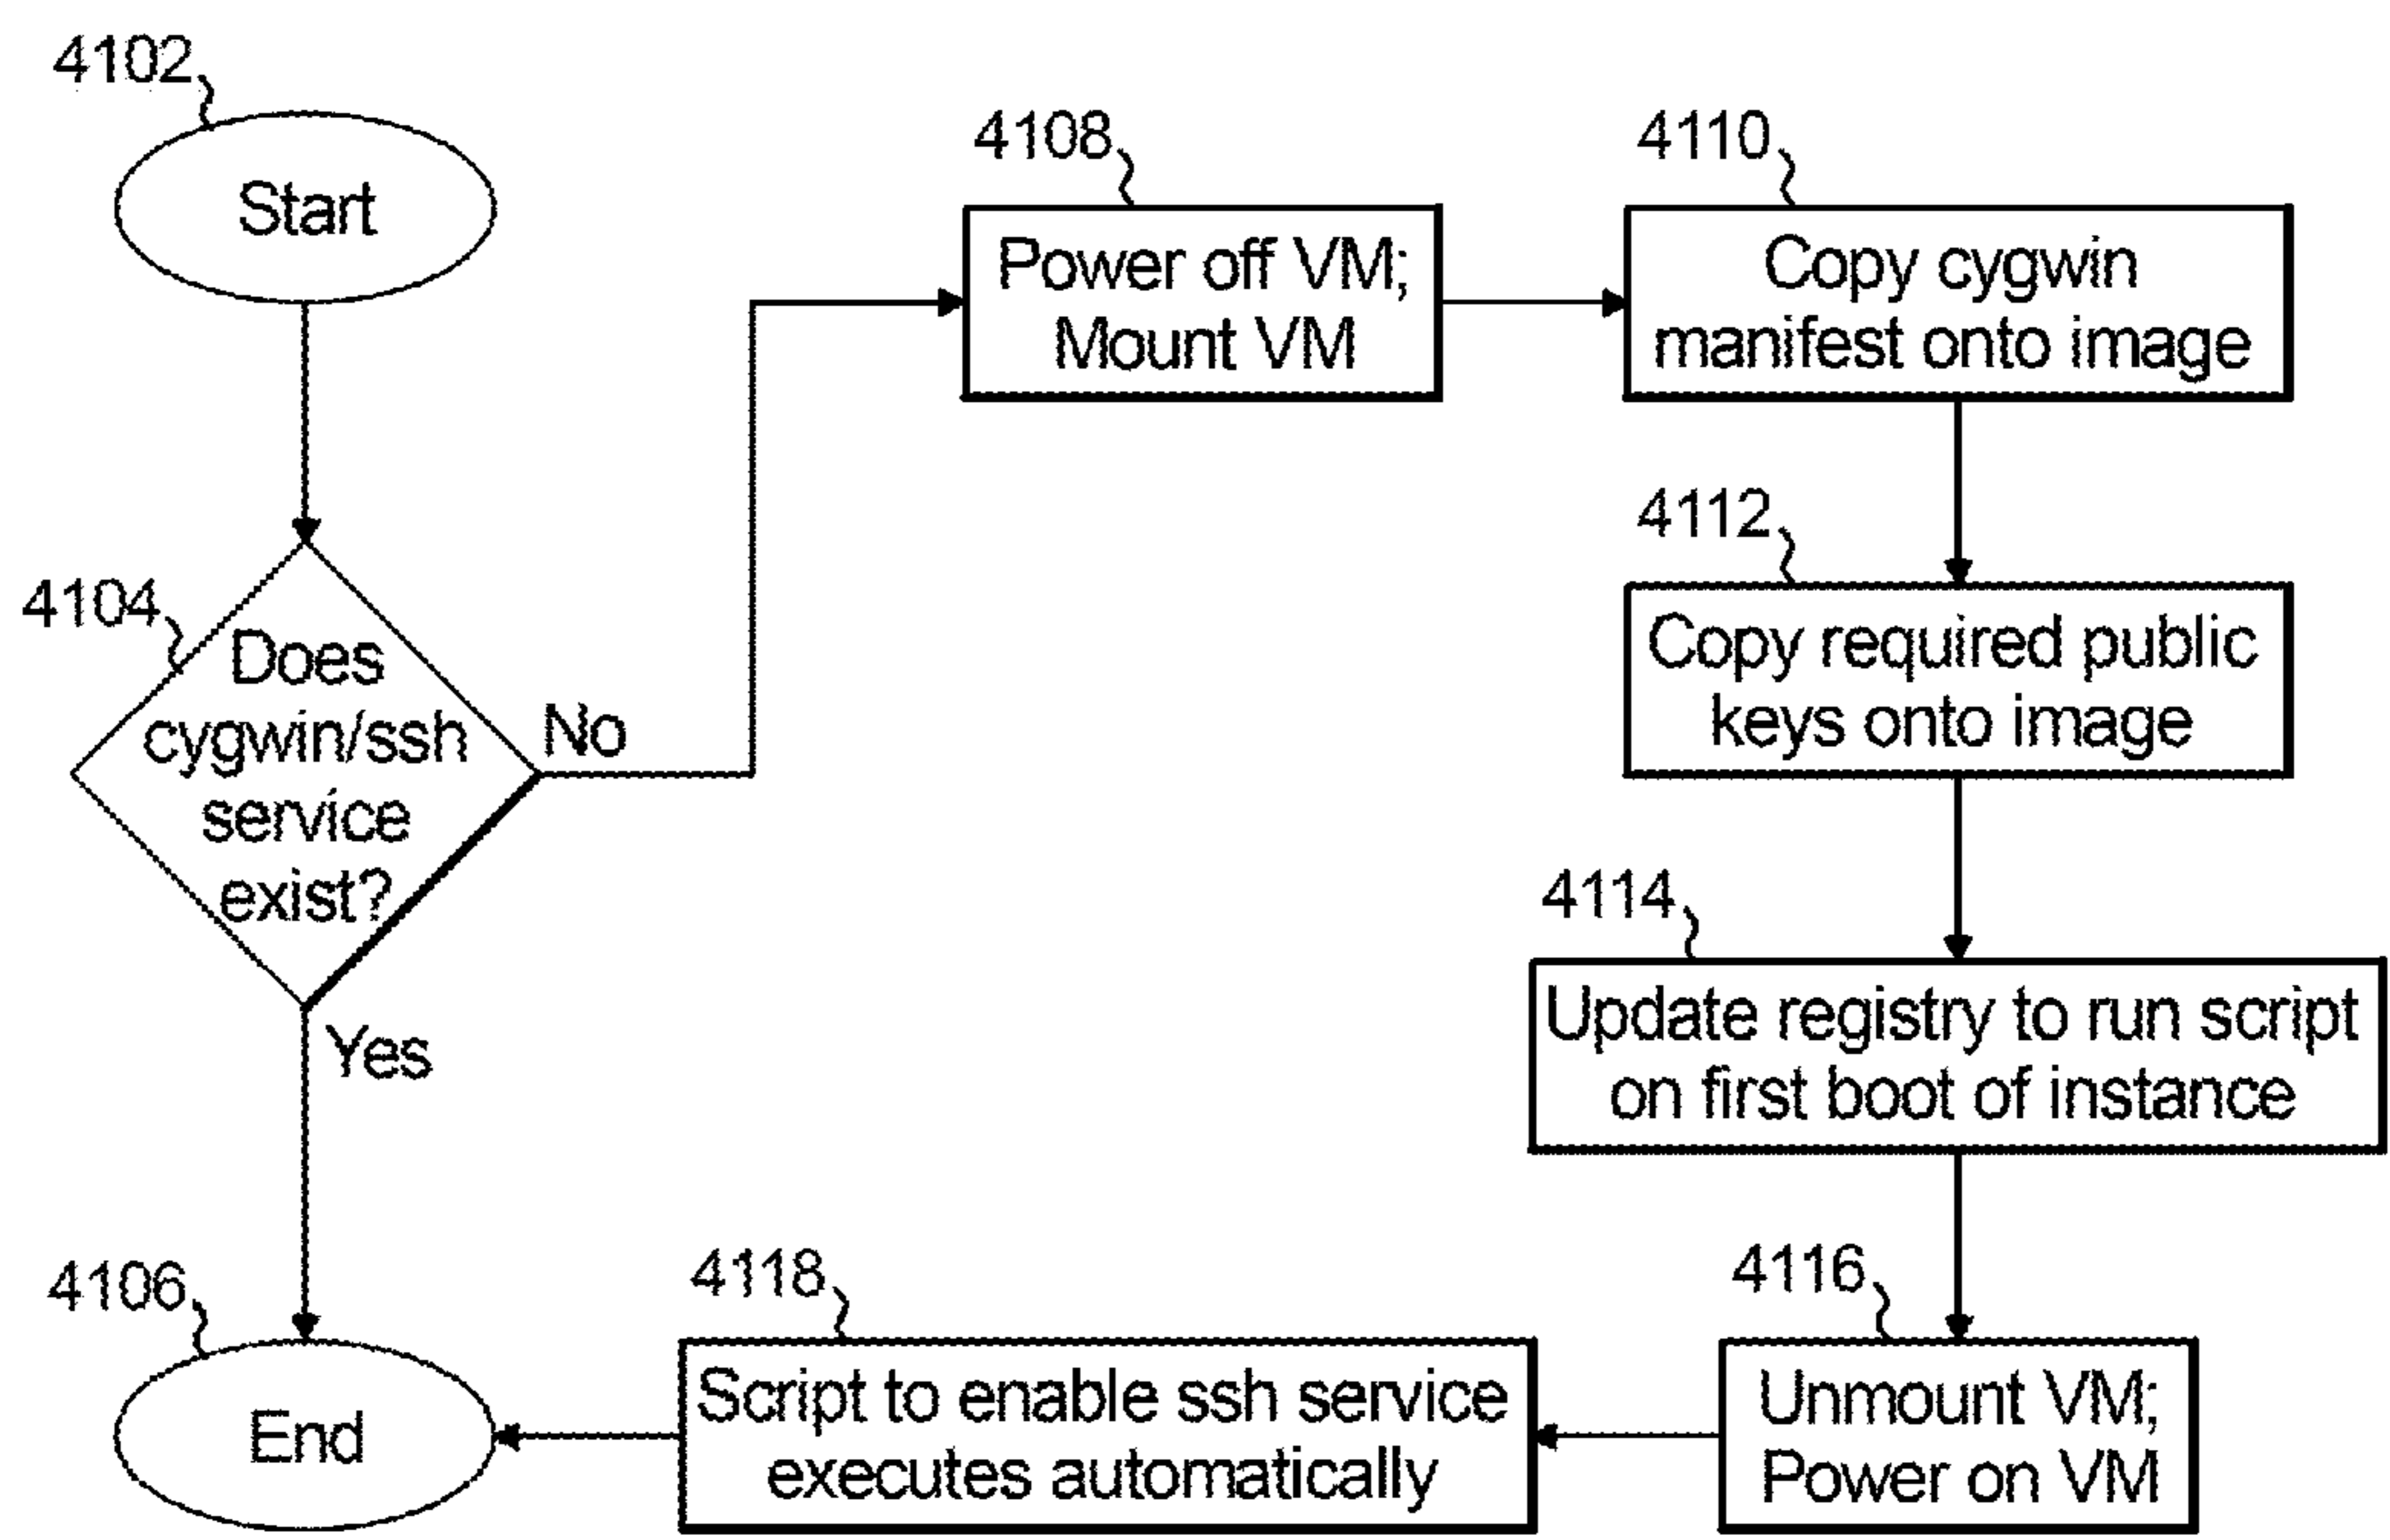 4102
Start
4104
Does
cygwin/ssh
service
exist?
No
Yes
4106
End
4108
Power off VM;
Mount VM
4110
Copy cygwin
manifest onto image
4112
Copy required public
keys onto image
4114
Update registry to run script
on first boot of instance
4116
Unmount VM;
Power on VM
4118
Script to enable ssh service
executes automatically